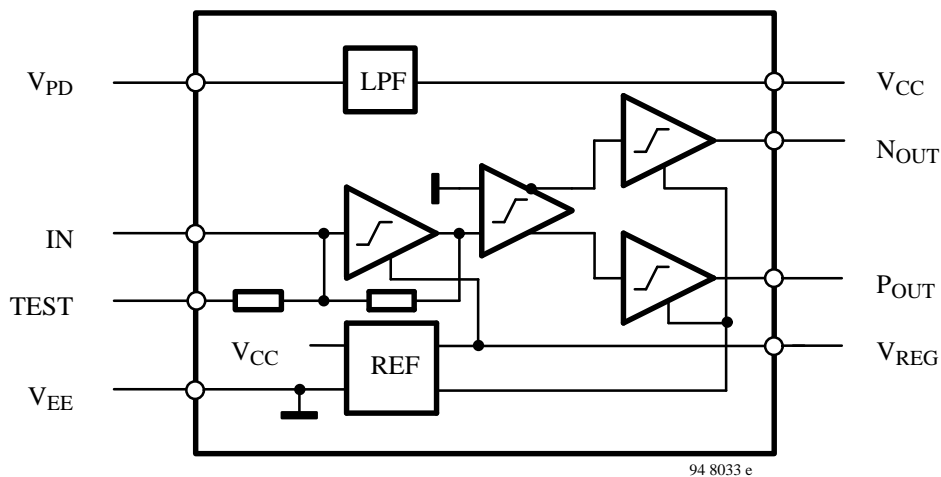 V_PD
LPF
V_CC
N_OUT
IN
TEST
P_OUT
V_CC
REF
V_REG
V_EE
94 8033 e